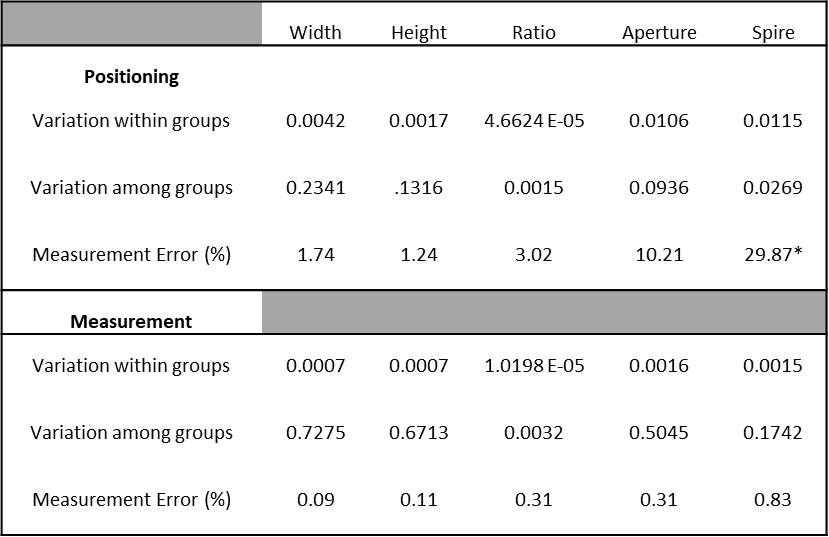 Width Height Ratio Aperture Spire
Positioning
Variation within groups 0.0042 0.0017 4.6624 E-05 0.0106 0.0115
Variation among groups 0.2341 .1316 0.0015 0.0936 0.0269
Measurement Error (%) 1.74 1.24 3.02 10.21 29.87*
Measurement
Variation within groups 0.0007 0.0007 1.0198 E-05 0.0016 0.0015
Variation among groups 0.7275 0.6713 0.0032 0.5045 0.1742
Measurement Error (%) 0.09 0.11 0.31 0.31 0.83